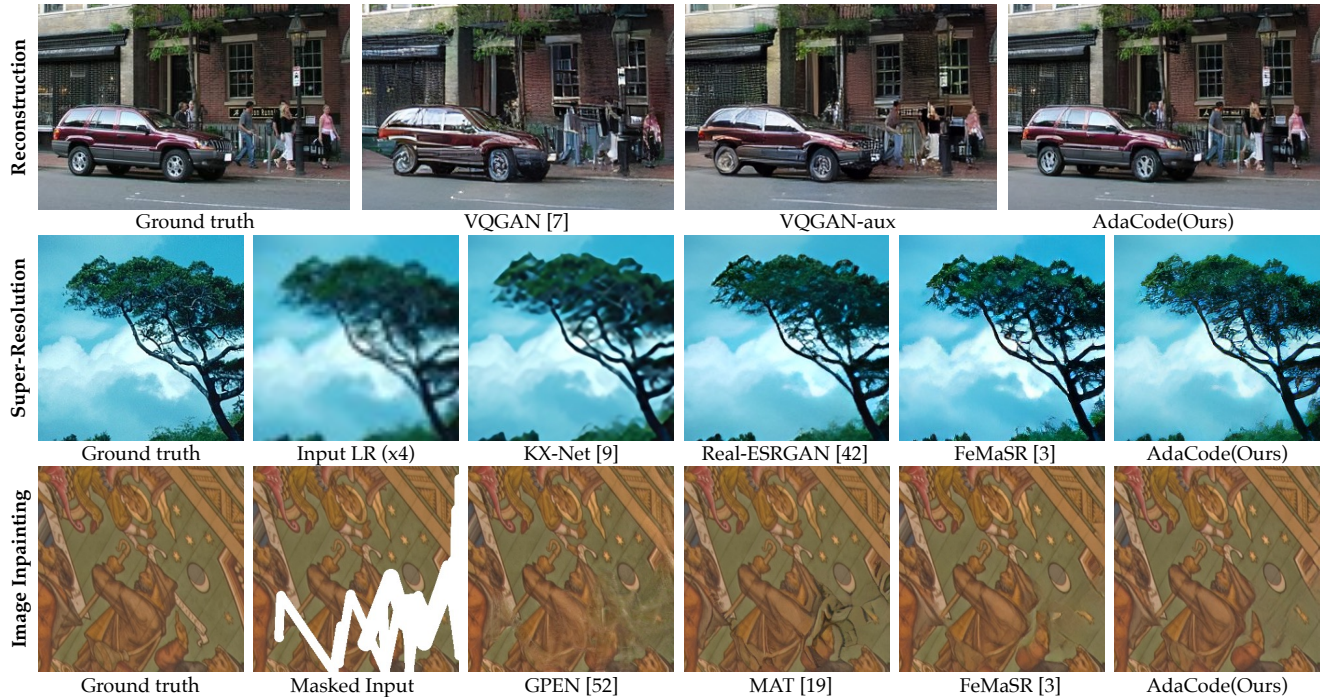 Reconstruction
Ground truth
VQGAN [7]
VQGAN-aux
AdaCode(Ours)
Super-Resolution
Ground truth
Input LR (x4)
KX-Net [9]
Real-ESRGAN [42]
FeMaSR [3]
AdaCode(Ours)
Image Inpainting
Ground truth
Masked Input
GPEN [52]
MAT [19]
FeMaSR [3]
AdaCode(Ours)